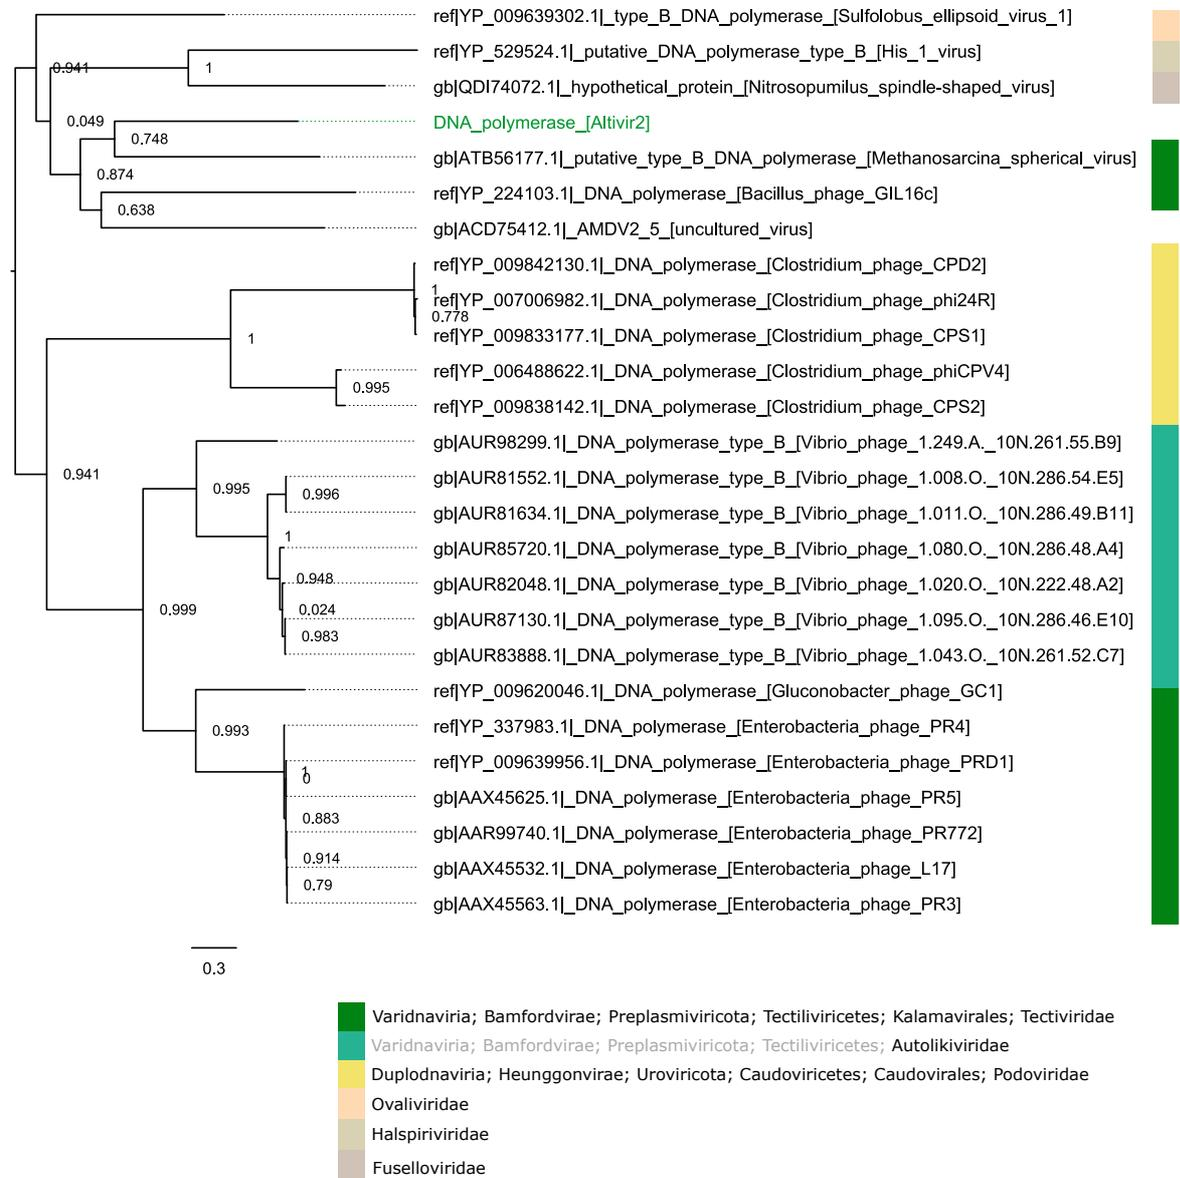 ref|YP_009639302.1|_type_B_DNA_polymerase_[Sulfolobus_ellipsoid_virus_1]
ref|YP_529524.1|_putative_DNA_polymerase_type_B_[His_1_virus]
0.941
1
gb|QDI74072.1|_hypothetical_protein_[Nitrosopumilus_spindle-shaped_virus]
0.049
DNA_polymerase_[Altivir2]
0.748
gb|ATB56177.1|_putative_type_B_DNA_polymerase_[Methanosarcina_spherical_virus]
0.874
ref|YP_224103.1|_DNA_polymerase_[Bacillus_phage_GIL16c]
0.638
gb|ACD75412.1|_AMDV2_5_[uncultured_virus]
ref|YP_009842130.1|_DNA_polymerase_[Clostridium_phage_CPD2]
1
ref|YP_007006982.1|_DNA_polymerase_[Clostridium_phage_phi24R]
0.778
ref|YP_009833177.1|_DNA_polymerase_[Clostridium_phage_CPS1]
1
ref|YP_006488622.1|_DNA_polymerase_[Clostridium_phage_phiCPV4]
0.995
ref|YP_009838142.1|_DNA_polymerase_[Clostridium_phage_CPS2]
gb|AUR98299.1|_DNA_polymerase_type_B_[Vibrio_phage_1.249.A._10N.261.55.B9]
0.941
gb|AUR81552.1|_DNA_polymerase_type_B_[Vibrio_phage_1.008.O._10N.286.54.E5]
0.995
0.996
gb|AUR81634.1|_DNA_polymerase_type_B_[Vibrio_phage_1.011.O._10N.286.49.B11]
1
gb|AUR85720.1|_DNA_polymerase_type_B_[Vibrio_phage_1.080.O._10N.286.48.A4]
0.948
gb|AUR82048.1|_DNA_polymerase_type_B_[Vibrio_phage_1.020.O._10N.222.48.A2]
0.999
0.024
gb|AUR87130.1|_DNA_polymerase_type_B_[Vibrio_phage_1.095.O._10N.286.46.E10]
0.983
gb|AUR83888.1|_DNA_polymerase_type_B_[Vibrio_phage_1.043.O._10N.261.52.C7]
ref|YP_009620046.1|_DNA_polymerase_[Gluconobacter_phage_GC1]
0.993
ref|YP_337983.1|_DNA_polymerase_[Enterobacteria_phage_PR4]
ref|YP_009639956.1|_DNA_polymerase_[Enterobacteria_phage_PRD1]
1
0
gb|AAX45625.1|_DNA_polymerase_[Enterobacteria_phage_PR5]
0.883
gb|AAR99740.1|_DNA_polymerase_[Enterobacteria_phage_PR772]
0.914
gb|AAX45532.1|_DNA_polymerase_[Enterobacteria_phage_L17]
0.79
gb|AAX45563.1|_DNA_polymerase_[Enterobacteria_phage_PR3]
0.3
Varidnaviria; Bamfordvirae; Preplasmiviricota; Tectiliviricetes; Kalamavirales; Tectiviridae
Varidnaviria; Bamfordvirae; Preplasmiviricota; Tectiliviricetes; Autolikiviridae
Duplodnaviria; Heunggonvirae; Uroviricota; Caudoviricetes; Caudovirales; Podoviridae
Ovaliviridae
Halspiriviridae
Fuselloviridae